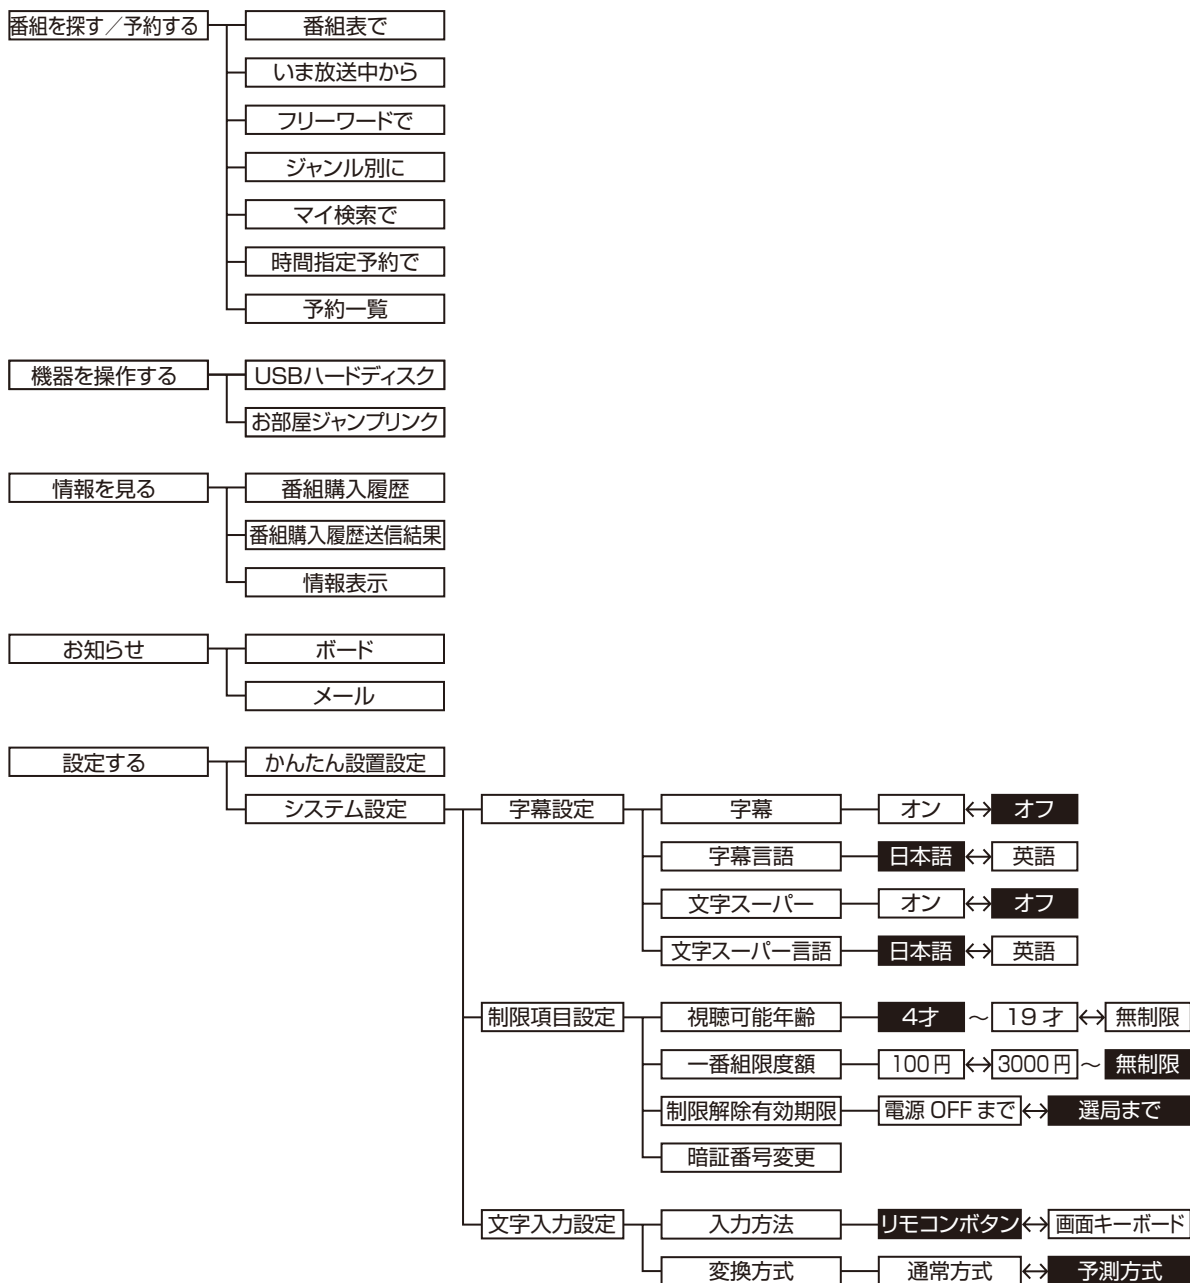 番組を探す／予約する 番組表で
いま放送中から
フリーワードで
ジャンル別に
マイ検索で
時間指定予約で
予約一覧
機器を操作する USBハードディスク
お部屋ジャンプリンク
情報を見る 番組購入履歴
番組購入履歴送信結果
情報表示
お知らせ ボード
メール
設定する かんたん設置設定
システム設定 字幕設定 字幕 オン ↔ オフ
字幕言語 日本語 ↔ 英語
文字スーパー オン ↔ オフ
文字スーパー言語 日本語 ↔ 英語
制限項目設定 視聴可能年齢 4才 ～ 19才 ↔ 無制限
一番組限度額 100円 ↔ 3000円 ～ 無制限
制限解除有効期限 電源OFFまで ↔ 選局まで
暗証番号変更
文字入力設定 入力方法 リモコンボタン ↔ 画面キーボード
変換方式 通常方式 ↔ 予測方式